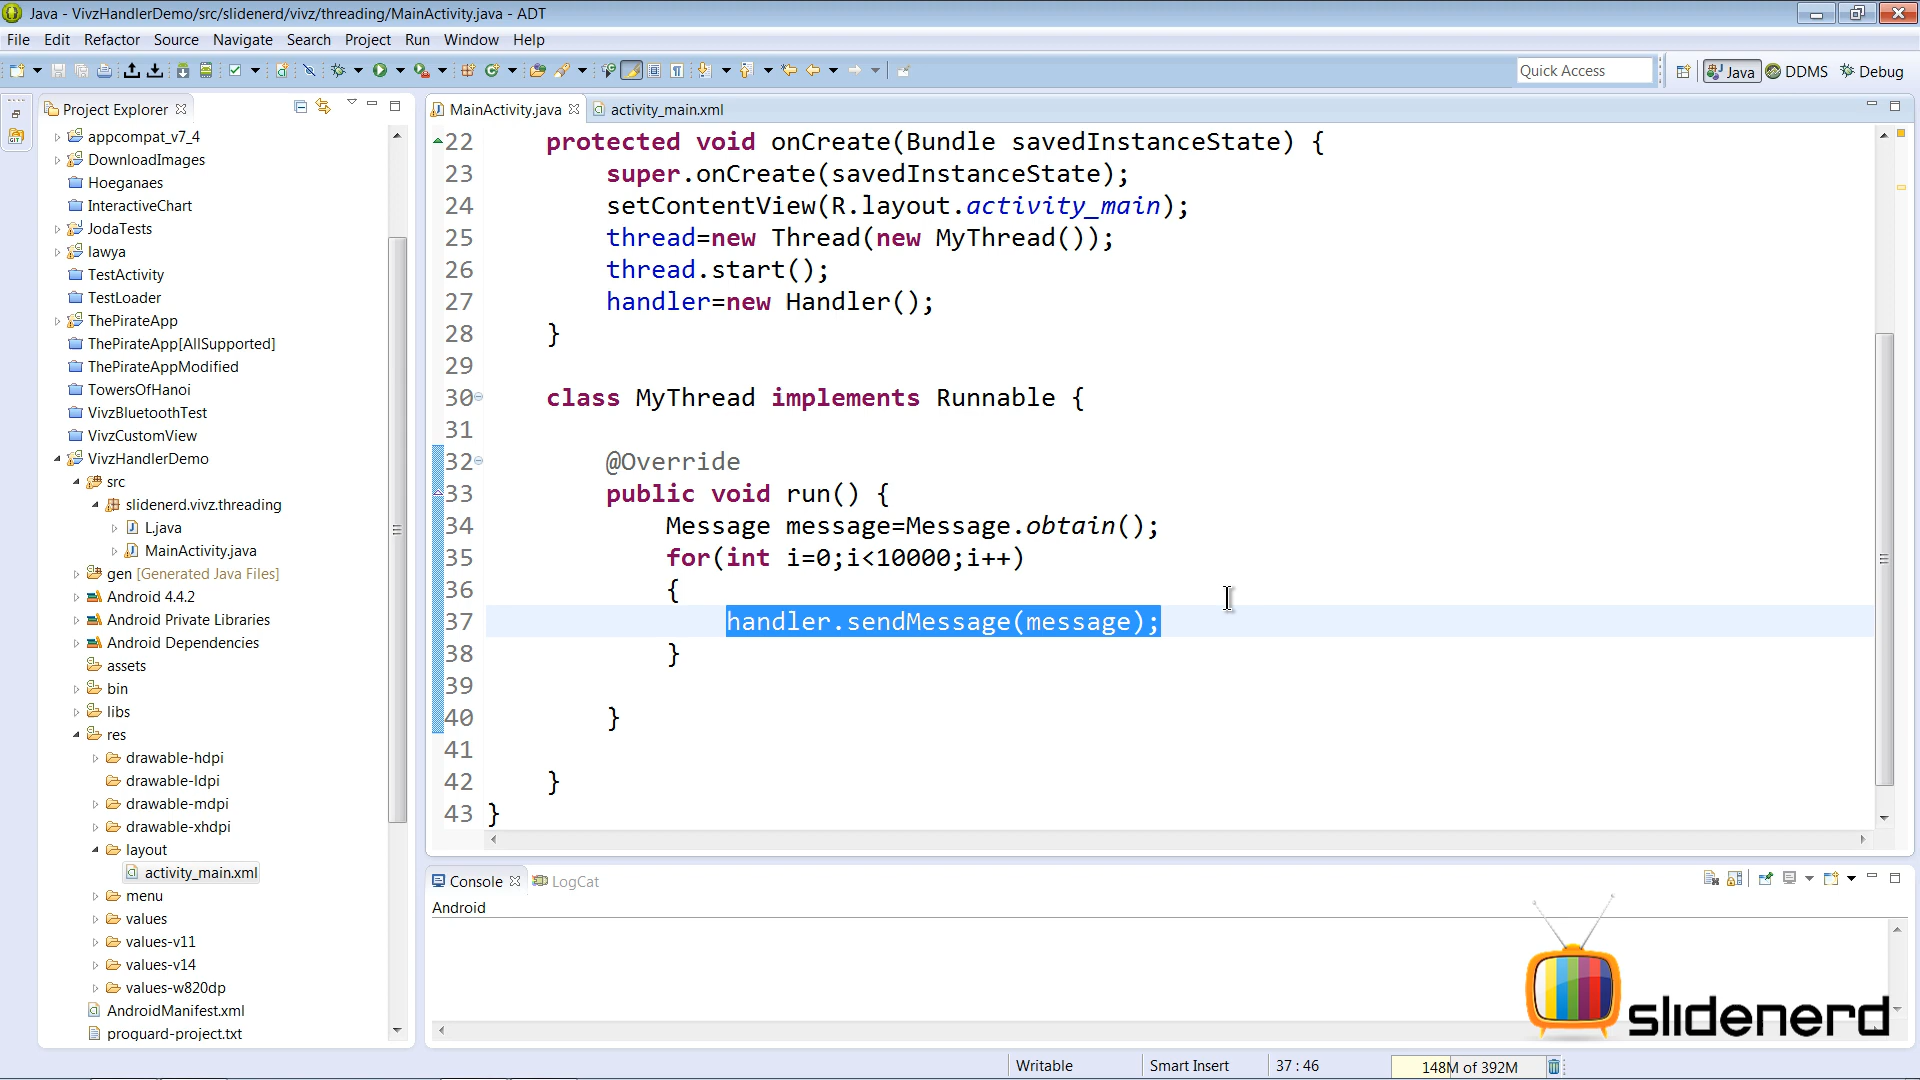 Java - VivzHandlerDemo/src/slidenerd/vivz/threading/MainActivity.java - ADT
File Edit Refactor Source Navigate Search Project Run Window Help
Quick Access Java DDMS Debug
Project Explorer
appcompat_v7_4
DownloadImages
Hoeganaes
InteractiveChart
JodaTests
lawya
TestActivity
TestLoader
ThePirateApp
ThePirateApp[AllSupported]
ThePirateAppModified
TowersOfHanoi
VivzBluetoothTest
VivzCustomView
VivzHandlerDemo
src
slidenerd.vivz.threading
L.java
MainActivity.java
gen [Generated Java Files]
Android 4.4.2
Android Private Libraries
Android Dependencies
assets
bin
libs
res
drawable-hdpi
drawable-ldpi
drawable-mdpi
drawable-xhdpi
layout
activity_main.xml
menu
values
values-v11
values-v14
values-w820dp
AndroidManifest.xml
proguard-project.txt
MainActivity.java activity_main.xml
22 protected void onCreate(Bundle savedInstanceState) {
23 super.onCreate(savedInstanceState);
24 setContentView(R.layout.activity_main);
25 thread=new Thread(new MyThread());
26 thread.start();
27 handler=new Handler();
28 }
29
30 class MyThread implements Runnable {
31
32 @Override
33 public void run() {
34 Message message=Message.obtain();
35 for(int i=0;i<10000;i++)
36 {
37 handler.sendMessage(message);
38 }
39
40 }
41
42 }
43 }
Console LogCat
Android
slidenerd
Writable Smart Insert 37 : 46 148M of 392M